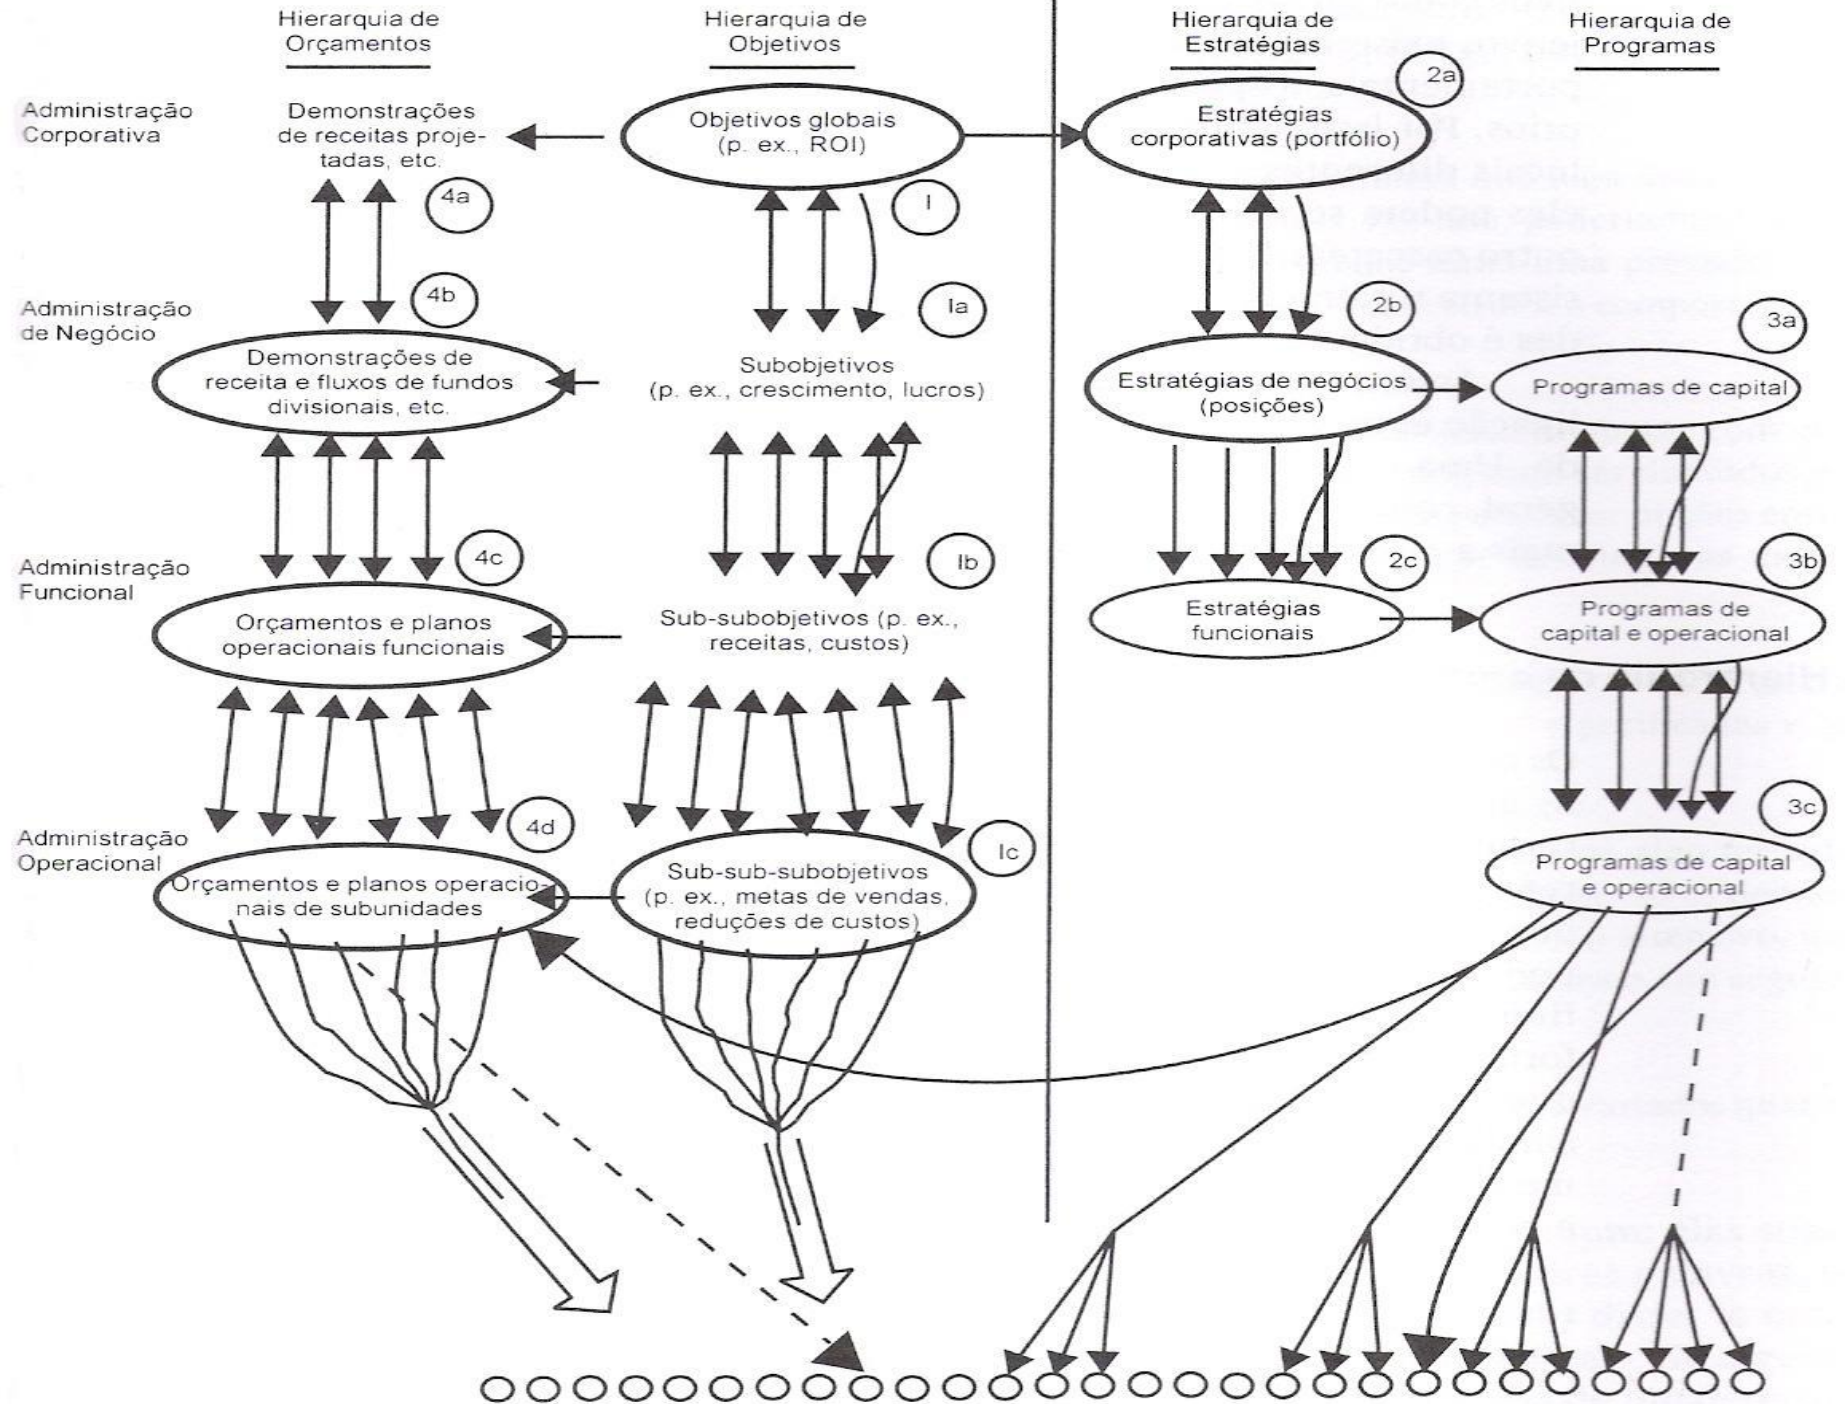 Hierarquia de
Orçamentos
Hierarquia de
Objetivos
Hierarquia de
Estratégias
Hierarquia de
Programas
Administração
Corporativa
Demonstrações
de receitas proje-
tadas, etc.
Objetivos globais
(p. ex., ROI)
Estratégias
corporativas (portfólio)
2a
4a
I
Administração
de Negócio
4b
Ia
2b
3a
Demonstrações de
receita e fluxos de fundos
divisionais, etc.
Subobjetivos
(p. ex., crescimento, lucros)
Estratégias de negócios
(posições)
Programas de capital
Administração
Funcional
4c
Ib
2c
3b
Orçamentos e planos
operacionais funcionais
Sub-subobjetivos (p. ex.,
receitas, custos)
Estratégias
funcionais
Programas de
capital e operacional
Administração
Operacional
4d
Ic
3c
Orçamentos e planos operacio-
nais de subunidades
Sub-sub-subobjetivos
(p. ex., metas de vendas,
reduções de custos)
Programas de capital
e operacional